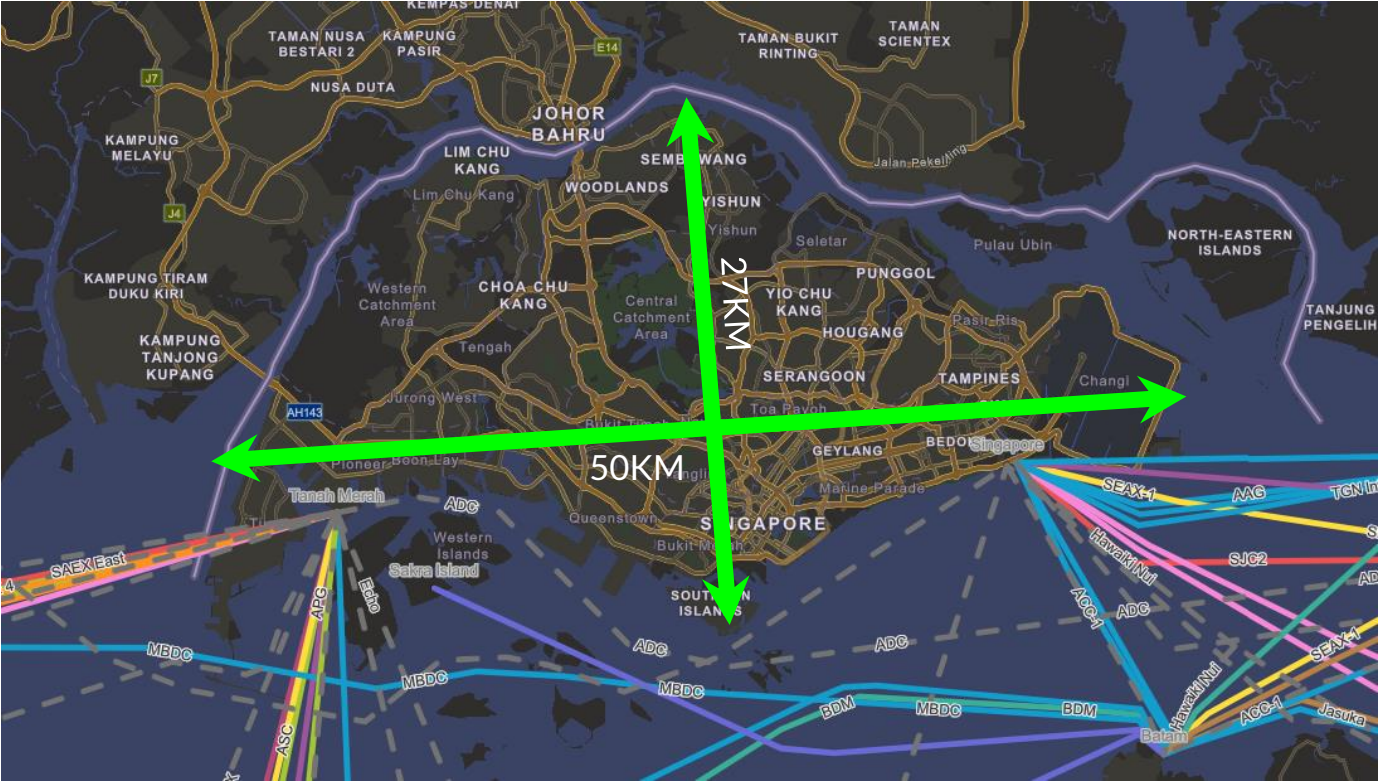 KEMPAS DENAI
TAMAN NUSA
BESTARI 2
KAMPUNG
PASIR
E14
TAMAN BUKIT
RINTING
TAMAN
SCIENTEX
J7
NUSA DUTA
JOHOR
BAHRU
KAMPUNG
MELAYU
LIM CHU
KANG
Lim Chu Kang
SEMBAWANG
WOODLANDS
Jalan Pekeliling
J4
YISHUN
Yishun
Seletar
Pulau Ubin
NORTH-EASTERN
ISLANDS
KAMPUNG TIRAM
DUKU KIRI
Western
Catchment
Area
CHOA CHU
KANG
Central
Catchment
Area
27KM
PUNGGOL
YIO CHU
KANG
HOUGANG
Pasir Ris
TANJUNG
PENGELIH
KAMPUNG
TANJONG
KUPANG
Tengah
SERANGOON
TAMPINES
Changi
AH143
Jurong West
Toa Payoh
Bukit Timah
Pioneer
Boon Lay
50KM
GEYLANG
BEDOK
Singapore
Marine Parade
Tanah Merah
ADC
Queenstown
SINGAPORE
Bukit Merah
Western
Islands
Sakra Island
SOUTHERN
ISLANDS
SEAX-1
AAG
TGN In
Hawaiki Nui
SJC2
SAEX East
4
APG
Echo
ACC-1
ADC
AD
S
MBDC
MBDC
ADC
ADC
MBDC
BDM
MBDC
BDM
Hawaiki Nui
SEAX-1
ACC-1
Jasuka
Batam
ASC